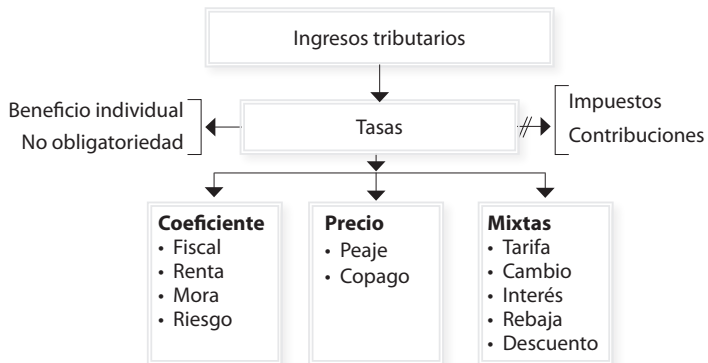 Ingresos tributarios
Beneficio individual
No obligatoriedad
Tasas
Impuestos
Contribuciones
Coeficiente
• Fiscal
• Renta
• Mora
• Riesgo
Precio
• Peaje
• Copago
Mixtas
• Tarifa
• Cambio
• Interés
• Rebaja
• Descuento